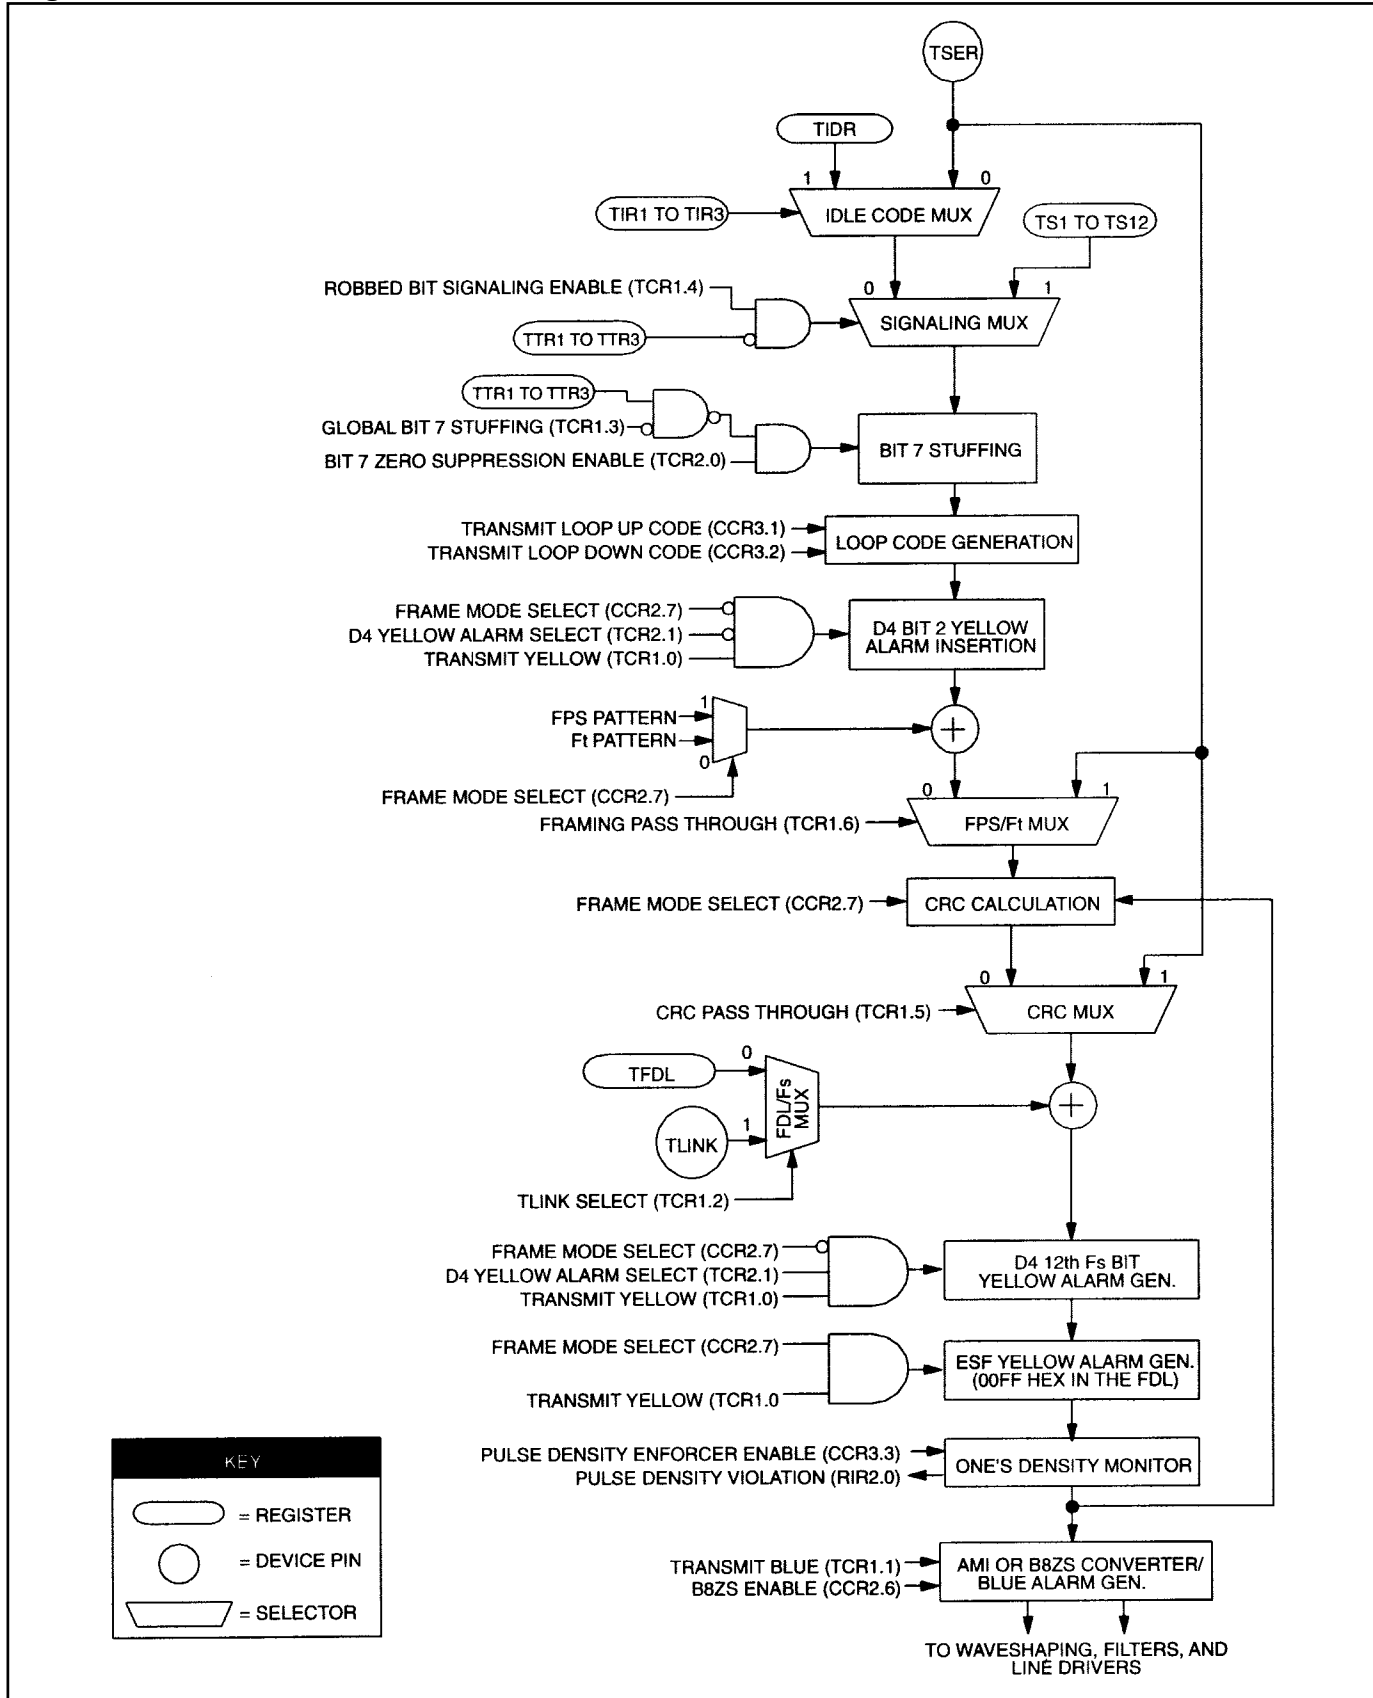 TSER
TIDR
1
0
TIR1 TO TIR3
IDLE CODE MUX
TS1 TO TS12
ROBBED BIT SIGNALING ENABLE (TCR1.4)
0
1
SIGNALING MUX
TTR1 TO TTR3
TTR1 TO TTR3
GLOBAL BIT 7 STUFFING (TCR1.3)
BIT 7 ZERO SUPPRESSION ENABLE (TCR2.0)
BIT 7 STUFFING
TRANSMIT LOOP UP CODE (CCR3.1)
TRANSMIT LOOP DOWN CODE (CCR3.2)
LOOP CODE GENERATION
FRAME MODE SELECT (CCR2.7)
D4 YELLOW ALARM SELECT (TCR2.1)
TRANSMIT YELLOW (TCR1.0)
D4 BIT 2 YELLOW
ALARM INSERTION
1
FPS PATTERN
Ft PATTERN
0
+
FRAME MODE SELECT (CCR2.7)
0
1
FRAMING PASS THROUGH (TCR1.6)
FPS/Ft MUX
FRAME MODE SELECT (CCR2.7)
CRC CALCULATION
0
1
CRC PASS THROUGH (TCR1.5)
CRC MUX
0
TFDL
FDL/Fs
MUX
+
1
TLINK
TLINK SELECT (TCR1.2)
FRAME MODE SELECT (CCR2.7)
D4 YELLOW ALARM SELECT (TCR2.1)
TRANSMIT YELLOW (TCR1.0)
D4 12th Fs BIT
YELLOW ALARM GEN.
FRAME MODE SELECT (CCR2.7)
TRANSMIT YELLOW (TCR1.0
ESF YELLOW ALARM GEN.
(00FF HEX IN THE FDL)
PULSE DENSITY ENFORCER ENABLE (CCR3.3)
PULSE DENSITY VIOLATION (RIR2.0)
ONE'S DENSITY MONITOR
TRANSMIT BLUE (TCR1.1)
B8ZS ENABLE (CCR2.6)
AMI OR B8ZS CONVERTER/
BLUE ALARM GEN.
TO WAVESHAPING, FILTERS, AND
LINE DRIVERS
KEY
= REGISTER
= DEVICE PIN
= SELECTOR